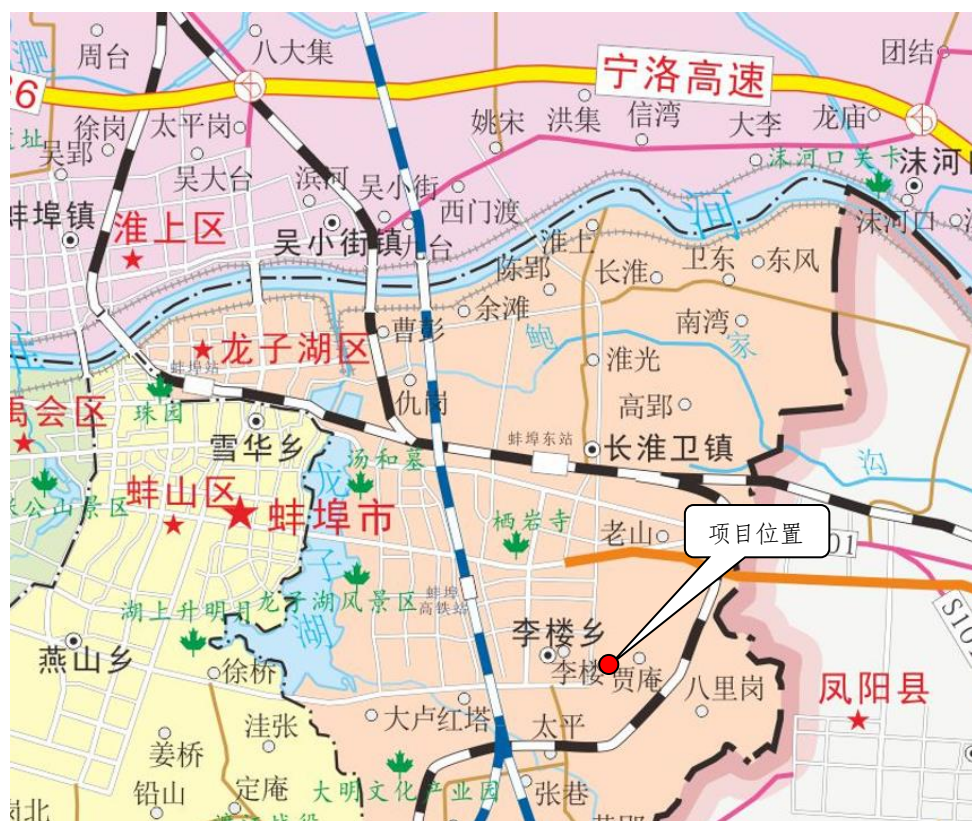 周台
八大集
团结
宁洛高速
徐岗
太平岗
姚宋
洪集
信湾
大李
龙庙
吴郢
吴大台
滨河
吴小街
沫河口关卡
西门渡
河
沫河口
淮上区
吴小街镇
淮上
陈郢
长淮
卫东
东风
余滩
曹彭
鲍
南湾
家
龙子湖区
蚌埠站
淮光
珠园
仇岗
高郢
禹会区
雪华乡
蚌埠东站
长淮卫镇
沟
汤和墓
龙
蚌山区
蚌埠市
栖岩寺
老山
项目位置
子
湖上升明月
龙子湖风景区
蚌埠
高铁站
湖
李楼乡
燕山乡
徐桥
李楼
贾庵
八里岗
凤阳县
洼张
大卢
红塔
太平
姜桥
铅山
定庵
大明文化产业园
张巷